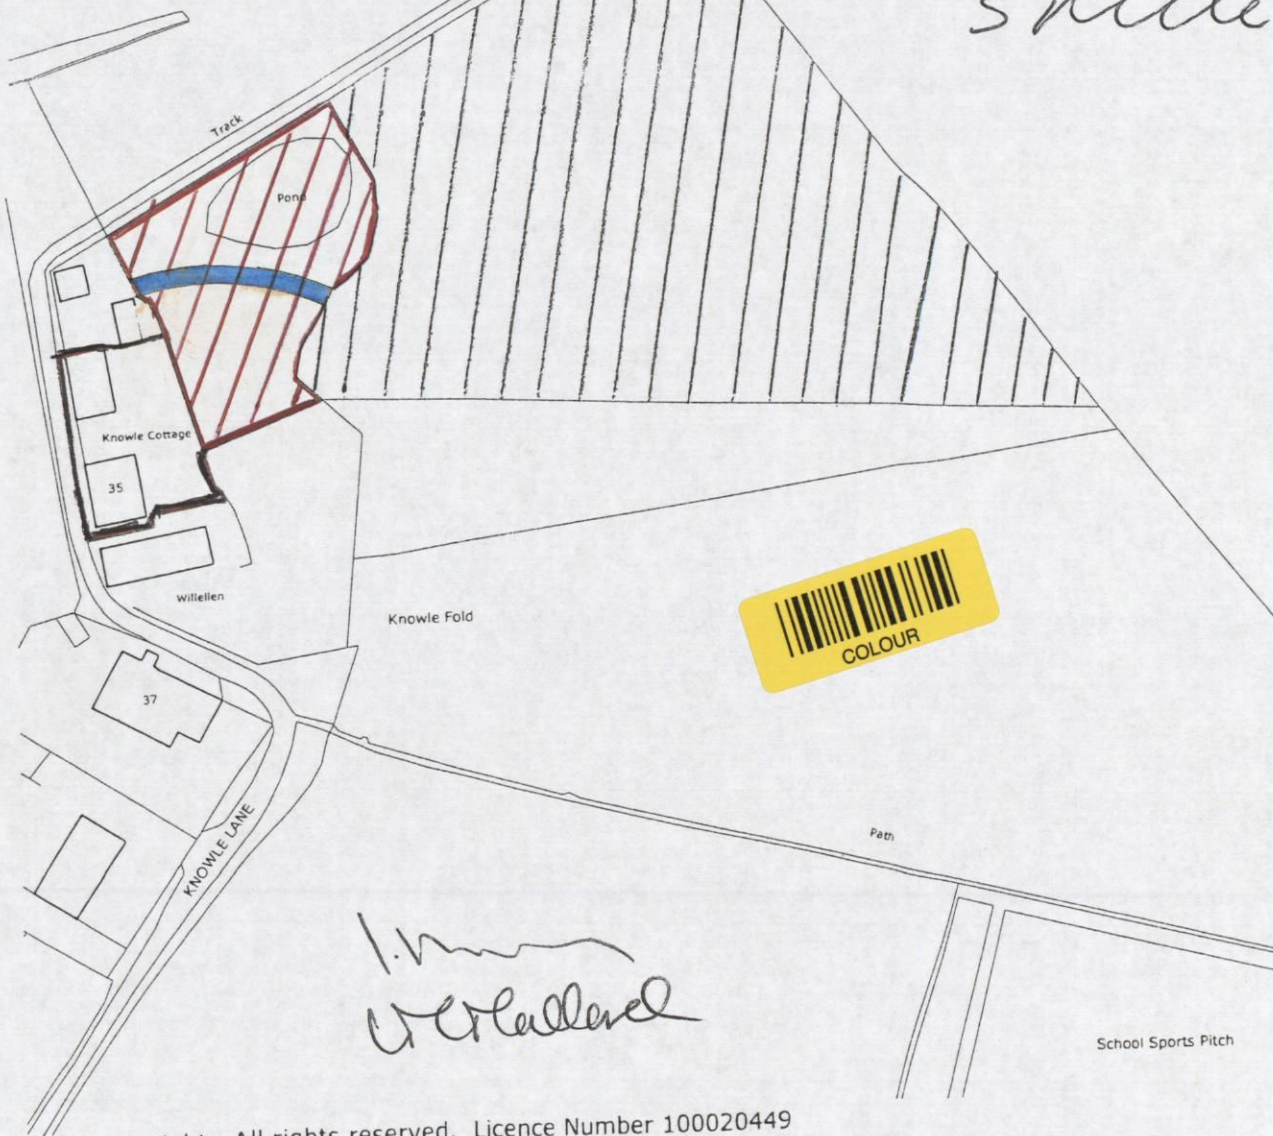 Track
Pond
Knowle Cottage
35
Willellen
Knowle Fold
COLOUR
37
KNOWLE LANE
Path
School Sports Pitch
All rights reserved. Licence Number 100020449